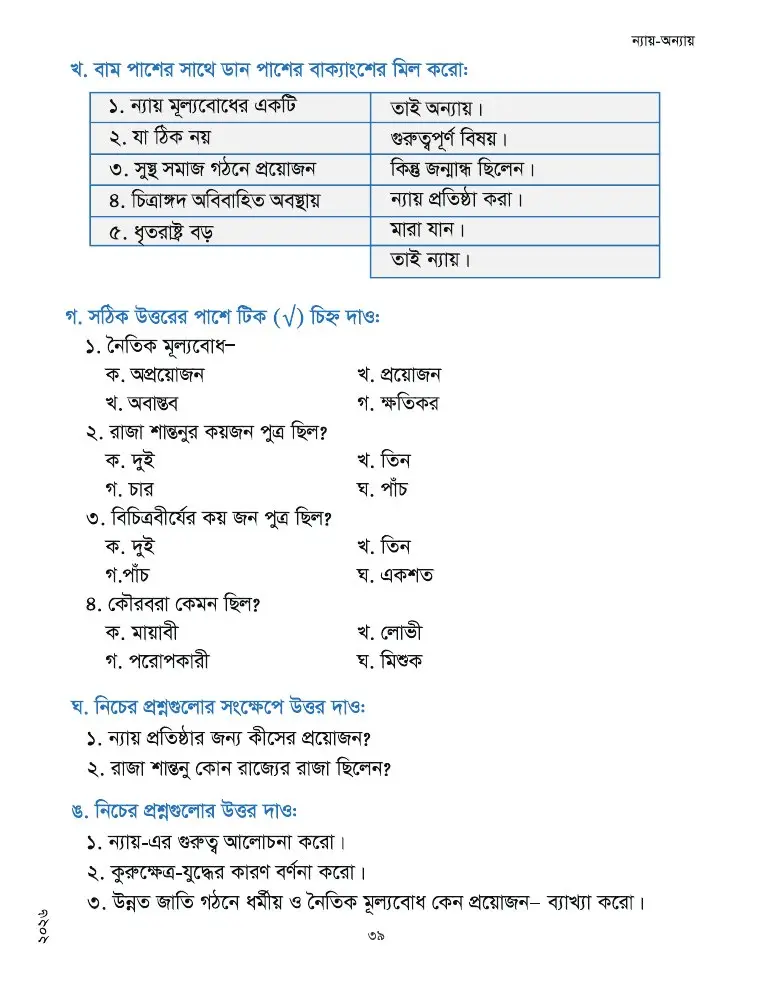 ন্যায়-অন্যায়
খ. বাম পাশের সাথে ডান পাশের বাক্যাংশের মিল করো:
১. ন্যায় মূল্যবোধের একটি তাই অন্যায়।
২. যা ঠিক নয় গুরুত্বপূর্ণ বিষয়।
৩. সুস্থ সমাজ গঠনে প্রয়োজন কিন্তু জন্মান্ধ ছিলেন।
৪. চিত্রাঙ্গদ অবিবাহিত অবস্থায় ন্যায় প্রতিষ্ঠা করা।
৫. ধৃতরাষ্ট্র বড় মারা যান।
তাই ন্যায়।
গ. সঠিক উত্তরের পাশে টিক (√) চিহ্ন দাও:
১. নৈতিক মূল্যবোধ–
ক. অপ্রয়োজন খ. প্রয়োজন
খ. অবাস্তব গ. ক্ষতিকর
২. রাজা শান্তনুর কয়জন পুত্র ছিল?
ক. দুই খ. তিন
গ. চার ঘ. পাঁচ
৩. বিচিত্রবীর্যের কয় জন পুত্র ছিল?
ক. দুই খ. তিন
গ.পাঁচ ঘ. একশত
৪. কৌরবরা কেমন ছিল?
ক. মায়াবী খ. লোভী
গ. পরোপকারী ঘ. মিশুক
ঘ. নিচের প্রশ্নগুলোর সংক্ষেপে উত্তর দাও:
১. ন্যায় প্রতিষ্ঠার জন্য কীসের প্রয়োজন?
২. রাজা শান্তনু কোন রাজ্যের রাজা ছিলেন?
ঙ. নিচের প্রশ্নগুলোর উত্তর দাও:
১. ন্যায়-এর গুরুত্ব আলোচনা করো।
২. কুরুক্ষেত্র-যুদ্ধের কারণ বর্ণনা করো।
৩. উন্নত জাতি গঠনে ধর্মীয় ও নৈতিক মূল্যবোধ কেন প্রয়োজন– ব্যাখ্যা করো।
২০২৬
৩৯